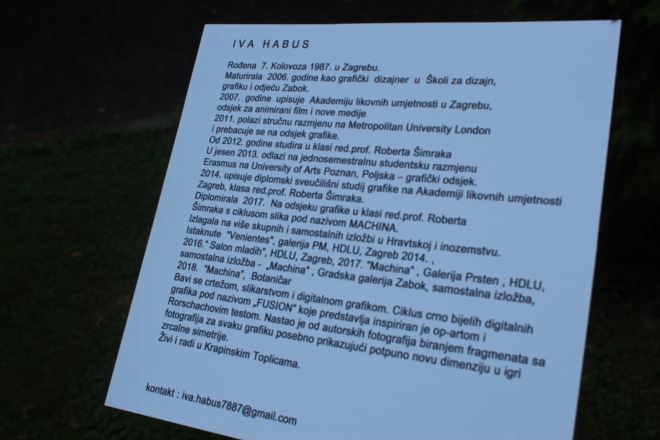 IVA HABUS
Rođena 7. Kolovoza 1987. u Zagrebu.
Maturirala 2006. godine kao grafički dizajner u Školi za dizajn,
grafiku i odjeću Zabok.
2007. godine upisuje Akademiju likovnih umjetnosti u Zagrebu,
odsjek za animirani film i nove medije
2011. polazi stručnu razmjenu na Metropolitan University London
i prebacuje se na odsjek grafike.
Od 2012. godine studira u klasi red.prof. Roberta Šimraka
U jesen 2013. odlazi na jednosemestralnu studentsku razmjenu
Erasmus na University of Arts Poznan, Poljska – grafički odsjek.
2014. upisuje diplomski sveučilišni studij grafike na Akademiji likovnih umjetnosti
Zagreb, klasa red.prof. Roberta Šimraka.
Diplomirala 2017. Na odsjeku grafike u klasi red.prof. Roberta
Šimraka s ciklusom slika pod nazivom MACHINA.
Izlagala na više skupnih i samostalnih izložbi u Hravtskoj i inozemstvu.
Istaknute "Venientes", galerija PM, HDLU, Zagreb 2014. ,
2016." Salon mladih", HDLU, Zagreb, 2017. "Machina" , Galerija Prsten , HDLU,
samostalna izložba - „Machina" , Gradska galerija Zabok, samostalna izložba,
2018. "Machina", Botaničar
Bavi se crtežom, slikarstvom i digitalnom grafikom. Ciklus crno bijelih digitalnih
grafika pod nazivom „FUSION" koje predstavlja inspiriran je op-artom i
Rorschachovim testom. Nastao je od autorskih fotografija biranjem fragmenata sa
fotografija za svaku grafiku posebno prikazujući potpuno novu dimenziju u igri
zrcalne simetrije.
Živi i radi u Krapinskim Toplicama.
kontakt : iva.habus7887@gmail.com